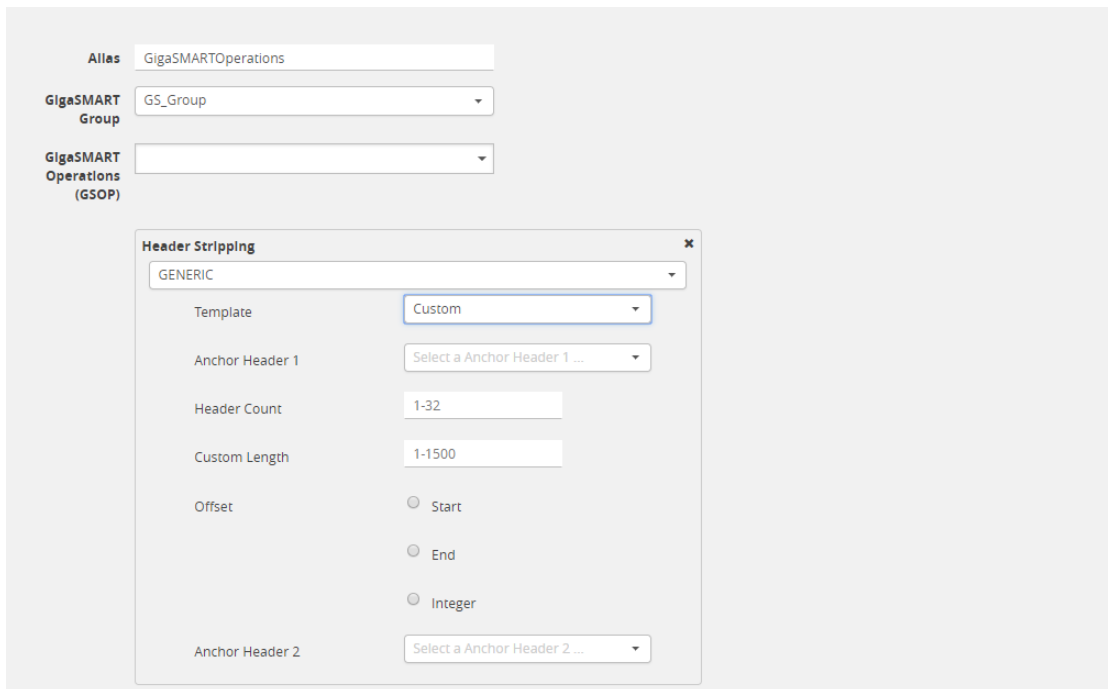 Alias GigaSMARTOperations
GigaSMART Group GS_Group
GigaSMART Operations (GSOP)
Header Stripping ×
GENERIC
Template Custom
Anchor Header 1 Select a Anchor Header 1 ...
Header Count 1-32
Custom Length 1-1500
Offset Start
End
Integer
Anchor Header 2 Select a Anchor Header 2 ...